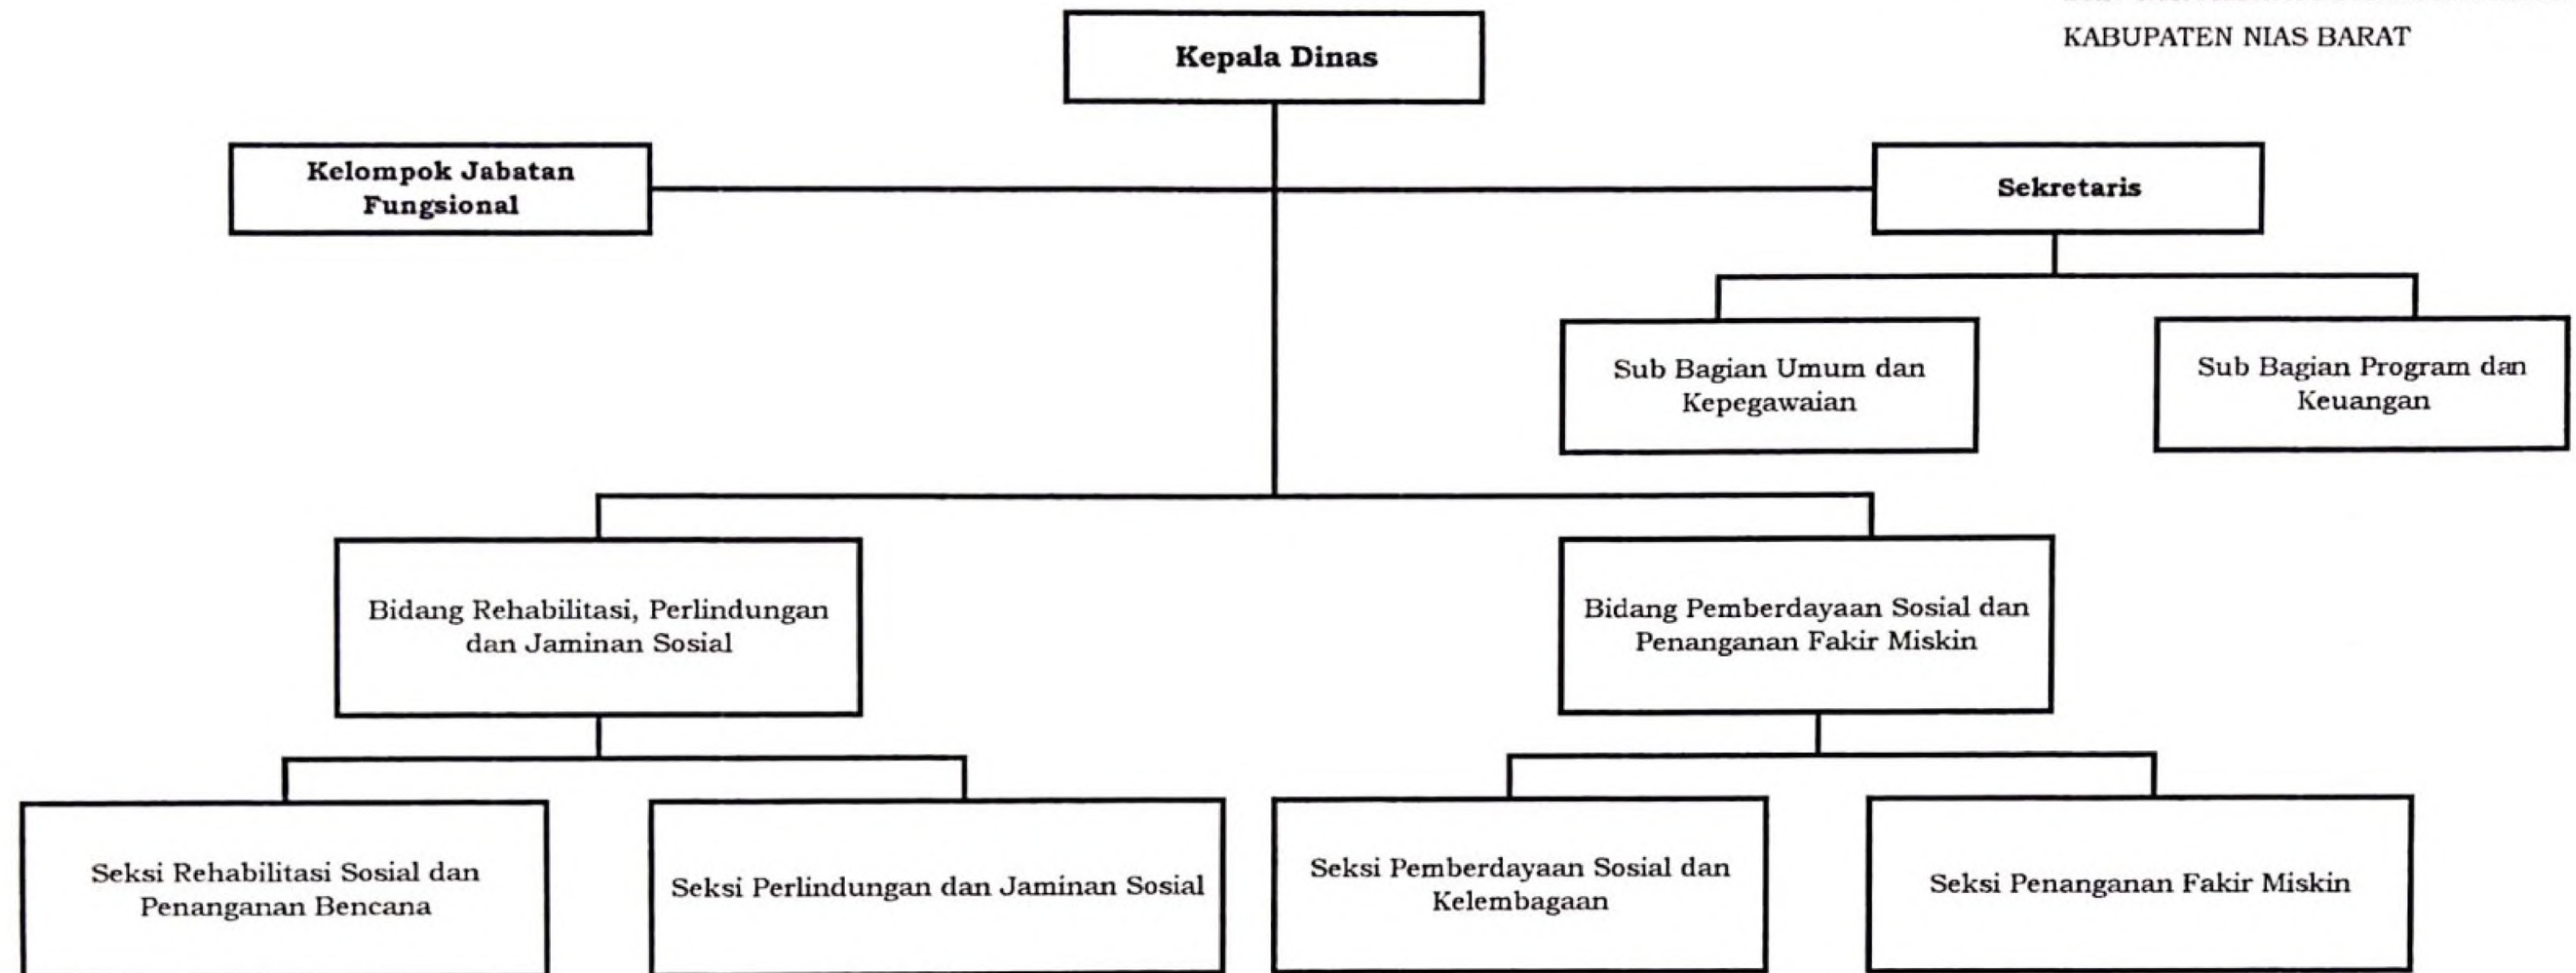 KABUPATEN NIAS BARAT
Kepala Dinas
Kelompok Jabatan
Fungsional
Sekretaris
Sub Bagian Umum dan
Kepegawaian
Sub Bagian Program dan
Keuangan
Bidang Rehabilitasi, Perlindungan
dan Jaminan Sosial
Bidang Pemberdayaan Sosial dan
Penanganan Fakir Miskin
Seksi Rehabilitasi Sosial dan
Penanganan Bencana
Seksi Perlindungan dan Jaminan Sosial
Seksi Pemberdayaan Sosial dan
Kelembagaan
Seksi Penanganan Fakir Miskin